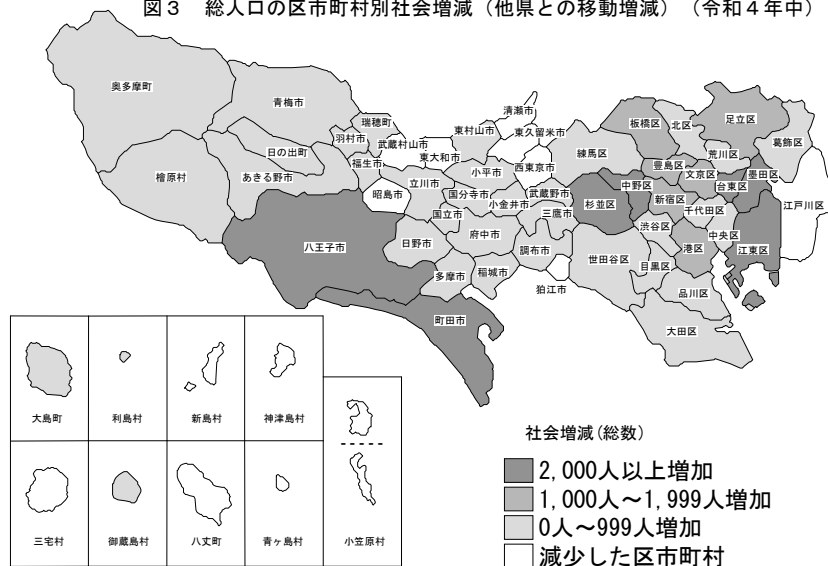 図３　総人口の区市町村別社会増減（他県との移動増減）（令和４年中）
奥多摩町
青梅市
瑞穂町
羽村市
日の出町
福生市
檜原村
あきる野市
昭島市
武蔵村山市
東大和市
東村山市
清瀬市
東久留米市
西東京市
小平市
立川市
国分寺市
小金井市
武蔵野市
三鷹市
国立市
府中市
調布市
日野市
八王子市
多摩市
稲城市
狛江市
町田市
練馬区
板橋区
北区
足立区
葛飾区
荒川区
豊島区
文京区
台東区
墨田区
江戸川区
中野区
杉並区
新宿区
千代田区
渋谷区
中央区
江東区
港区
世田谷区
目黒区
品川区
大田区
大島町
利島村
新島村
神津島村
三宅村
御蔵島村
八丈町
青ヶ島村
小笠原村
社会増減(総数)
2,000人以上増加
1,000人～1,999人増加
0人～999人増加
減少した区市町村